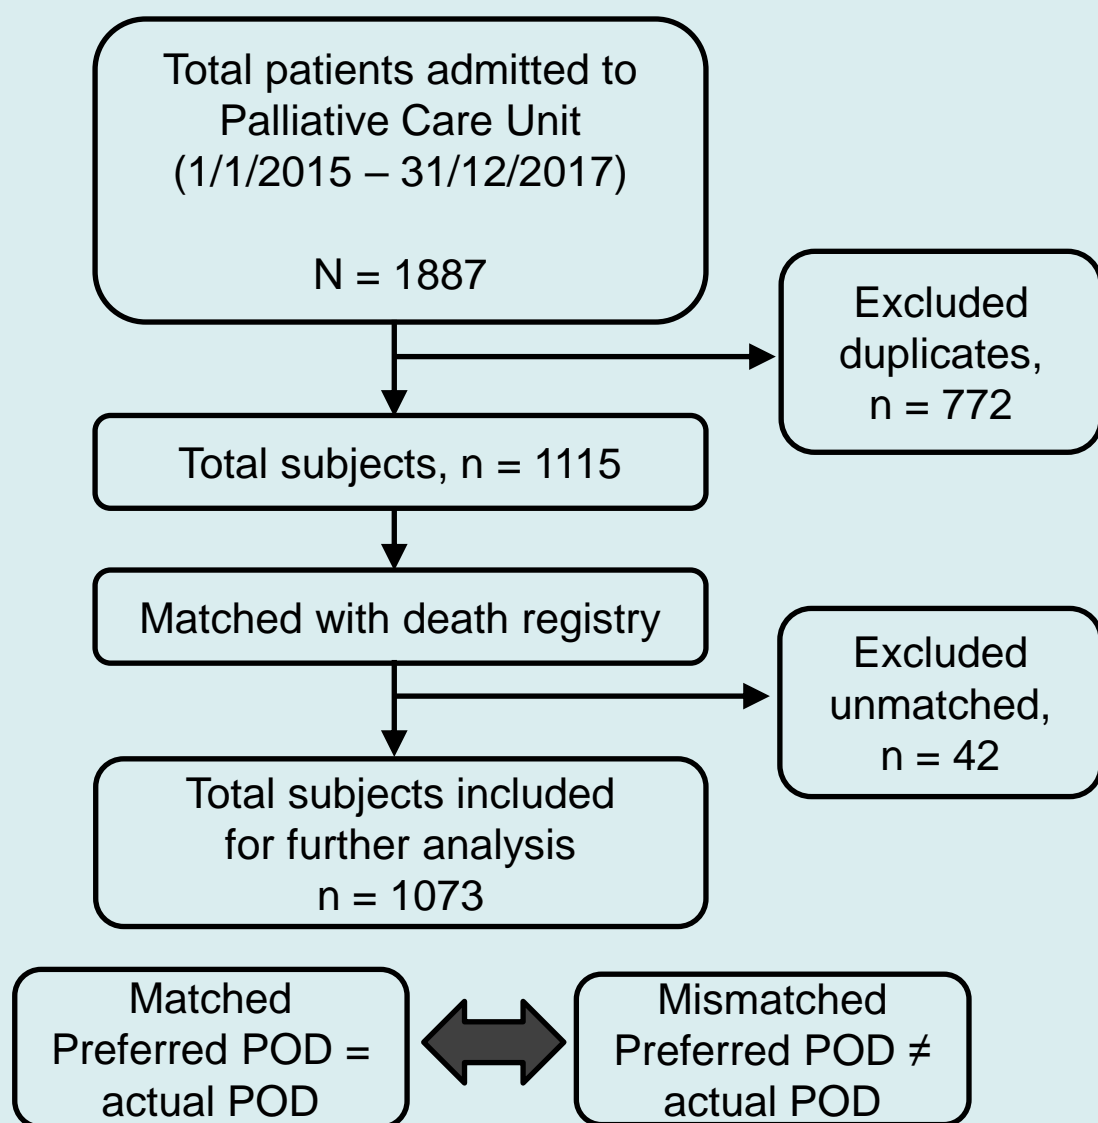 Total patients admitted to
Palliative Care Unit
(1/1/2015 – 31/12/2017)
N = 1887
Excluded
duplicates,
n = 772
Total subjects, n = 1115
Matched with death registry
Excluded
unmatched,
n = 42
Total subjects included
for further analysis
n = 1073
Matched
Preferred POD =
actual POD
Mismatched
Preferred POD ≠
actual POD